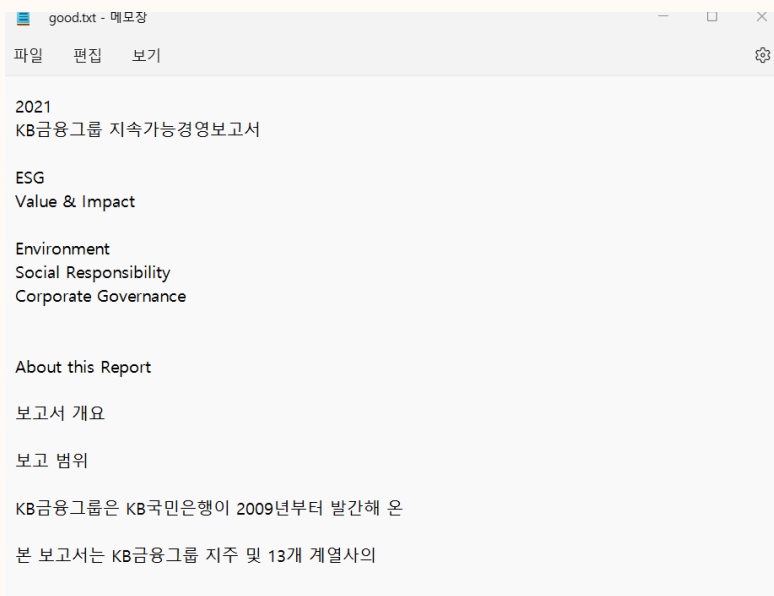 good.txt - 메모장
파일 편집 보기
2021
KB금융그룹 지속가능경영보고서
ESG
Value & Impact
Environment
Social Responsibility
Corporate Governance
About this Report
보고서 개요
보고 범위
KB금융그룹은 KB국민은행이 2009년부터 발간해 온
본 보고서는 KB금융그룹 지주 및 13개 계열사의